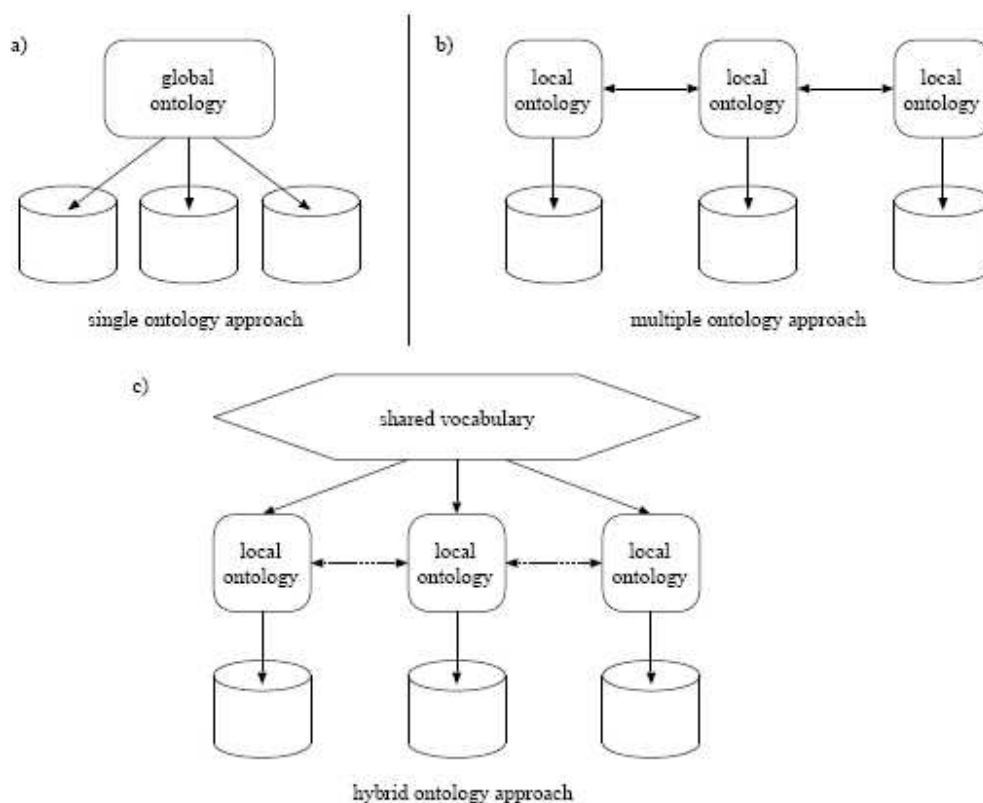 a)
global
ontology
single ontology approach
b)
local
ontology
local
ontology
local
ontology
multiple ontology approach
c)
shared vocabulary
local
ontology
local
ontology
local
ontology
hybrid ontology approach